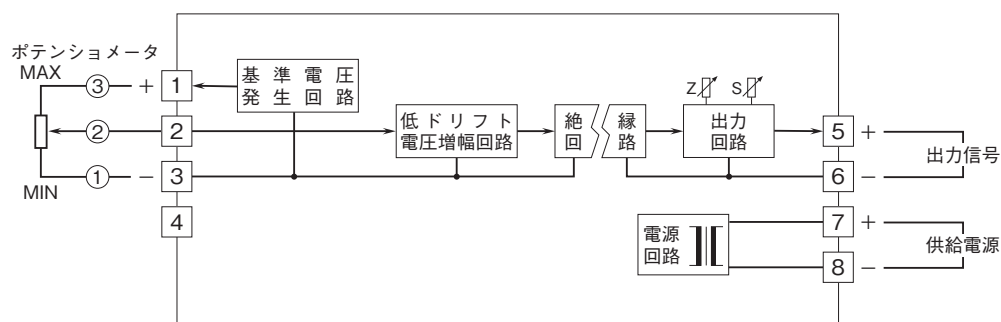 ポテンショメータ
MAX
③ + 1
基準電圧
発生回路
② 2
低ドリフト
電圧増幅回路
絶縁
回路
Z S
出力
回路
5 +
出力信号
6 −
① − 3
MIN
4
電源
回路
7 +
供給電源
8 −